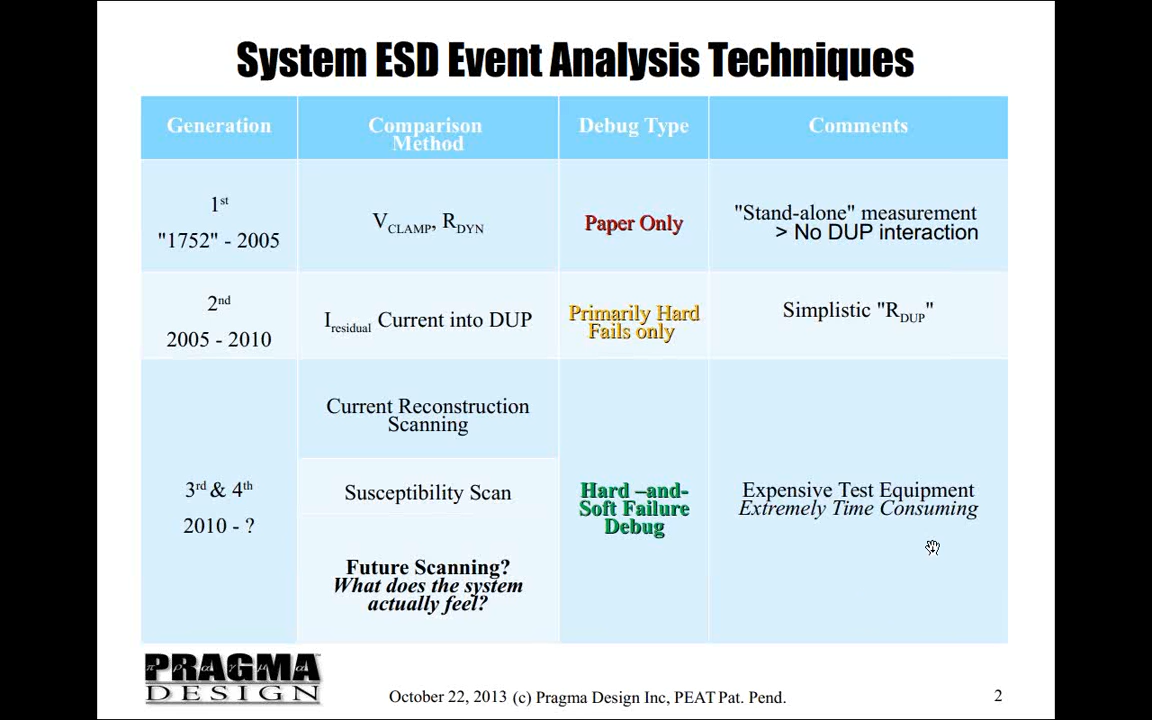 System ESD Event Analysis Techniques
Generation
Comparison
Method
Debug Type
Comments
1st
"1752" - 2005
VCLAMP, RDYN
Paper Only
"Stand-alone" measurement
> No DUP interaction
2nd
2005 - 2010
Iresidual Current into DUP
Primarily Hard
Fails only
Simplistic "RDUP"
3rd & 4th
2010 - ?
Current Reconstruction
Scanning
Susceptibility Scan
Future Scanning?
What does the system
actually feel?
Hard –and-
Soft Failure
Debug
Expensive Test Equipment
Extremely Time Consuming
PRAGMA
π ρ α γ μ α
DESIGN
October 22, 2013 (c) Pragma Design Inc, PEAT Pat. Pend.
2